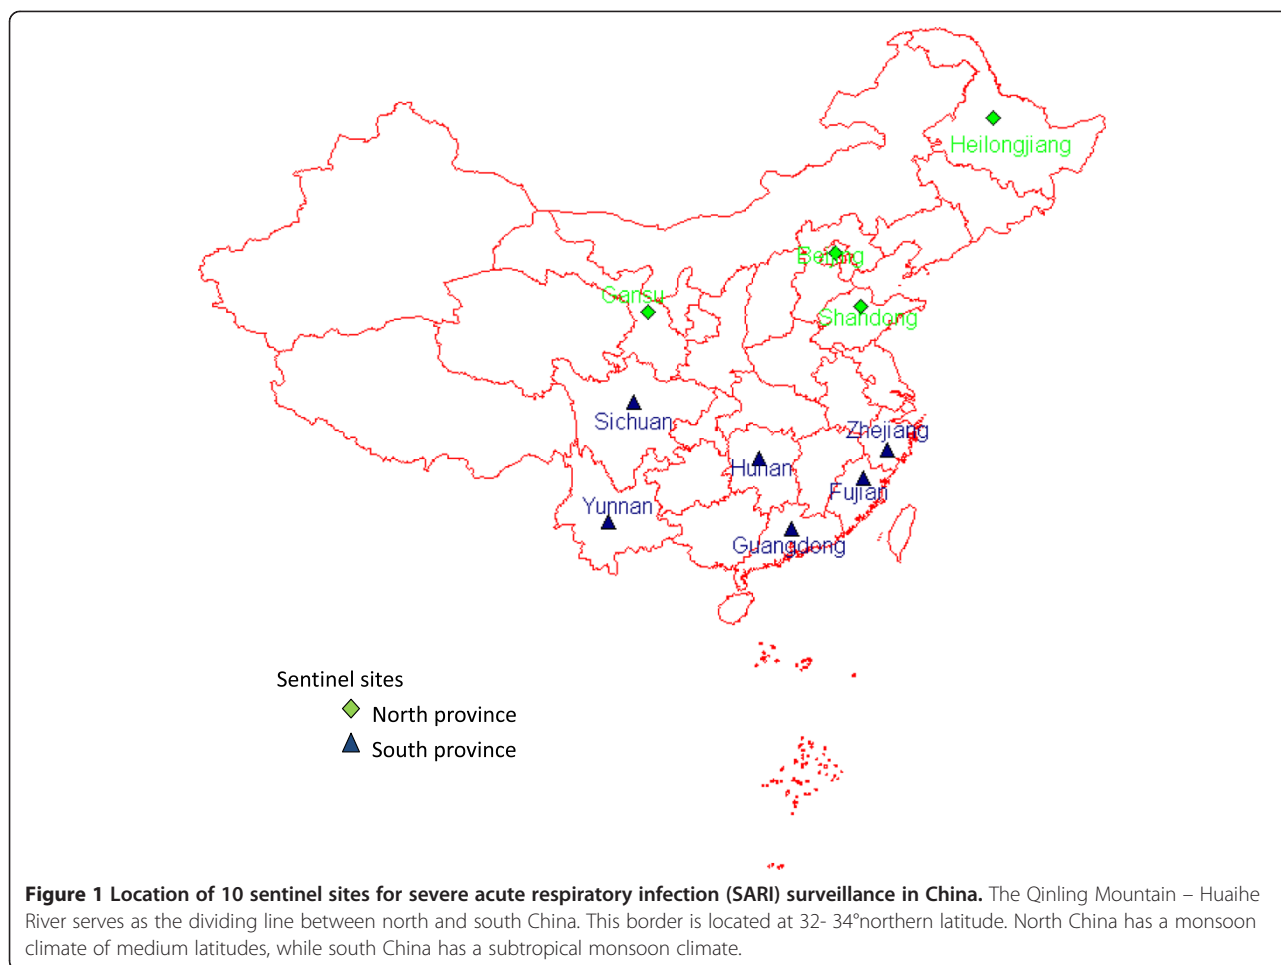 Heilongjiang
Beijing
Gansu
Shandong
Sichuan
Zhejiang
Hunan
Fujian
Yunnan
Guangdong
Sentinel sites
North province
South province
Figure 1 Location of 10 sentinel sites for severe acute respiratory infection (SARI) surveillance in China. The Qinling Mountain – Huaihe
River serves as the dividing line between north and south China. This border is located at 32- 34°northern latitude. North China has a monsoon
climate of medium latitudes, while south China has a subtropical monsoon climate.